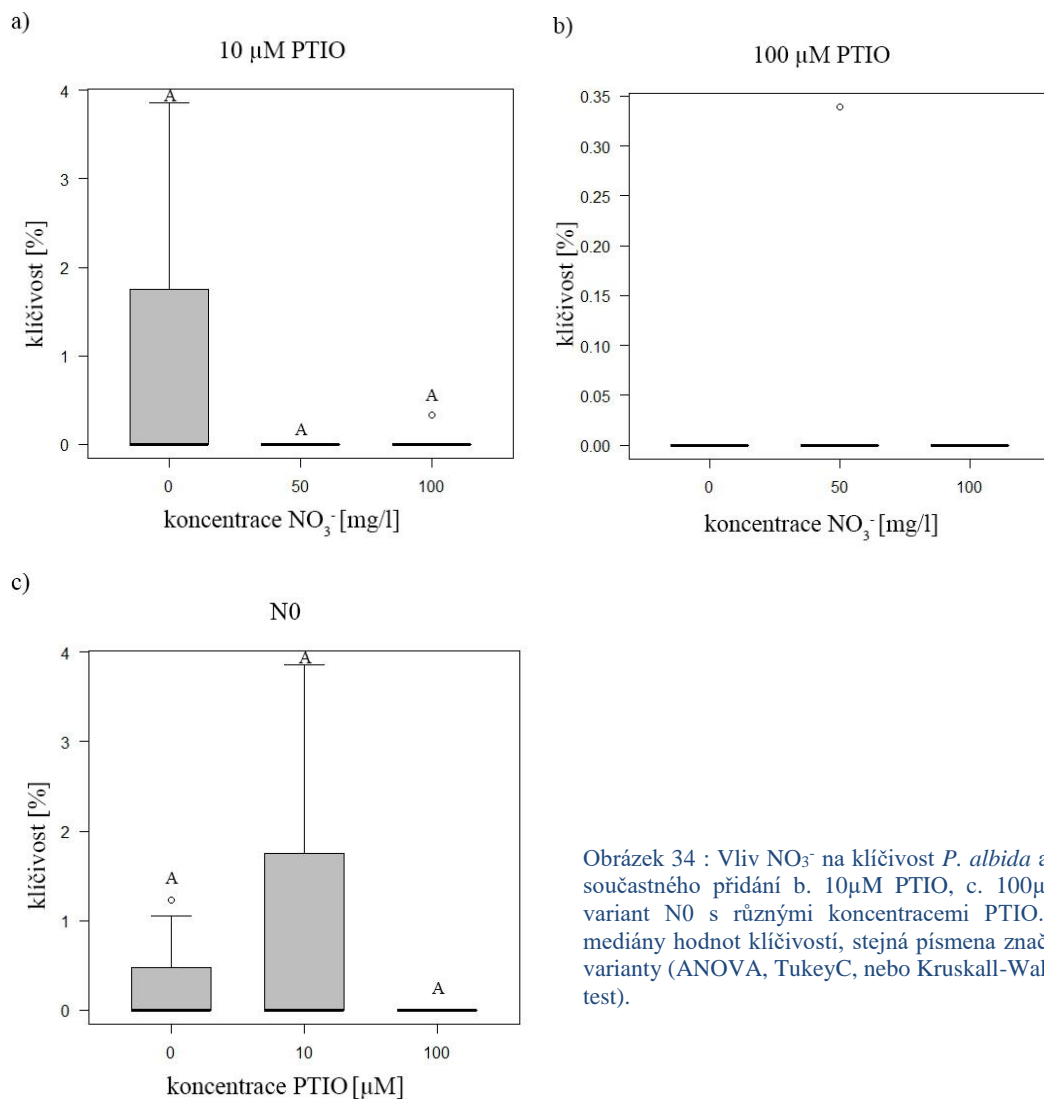 a)
10 µM PTIO
4
A
3
2
1
0
A
A
klíčivost [%]
0 50 100
koncentrace NO₃⁻ [mg/l]
b)
100 µM PTIO
0.35
0.30
0.25
0.20
0.15
0.10
0.05
0.00
klíčivost [%]
0 50 100
koncentrace NO₃⁻ [mg/l]
c)
N0
4
A
3
2
1
0
A
A
klíčivost [%]
0 10 100
koncentrace PTIO [µM]
Obrázek 34 : Vliv NO₃⁻ na klíčivost P. albida a
součastného přidání b. 10µM PTIO, c. 100µ
variant N0 s různými koncentracemi PTIO.
mediány hodnot klíčivostí, stejná písmena znač
varianty (ANOVA, TukeyC, nebo Kruskall-Wal
test).